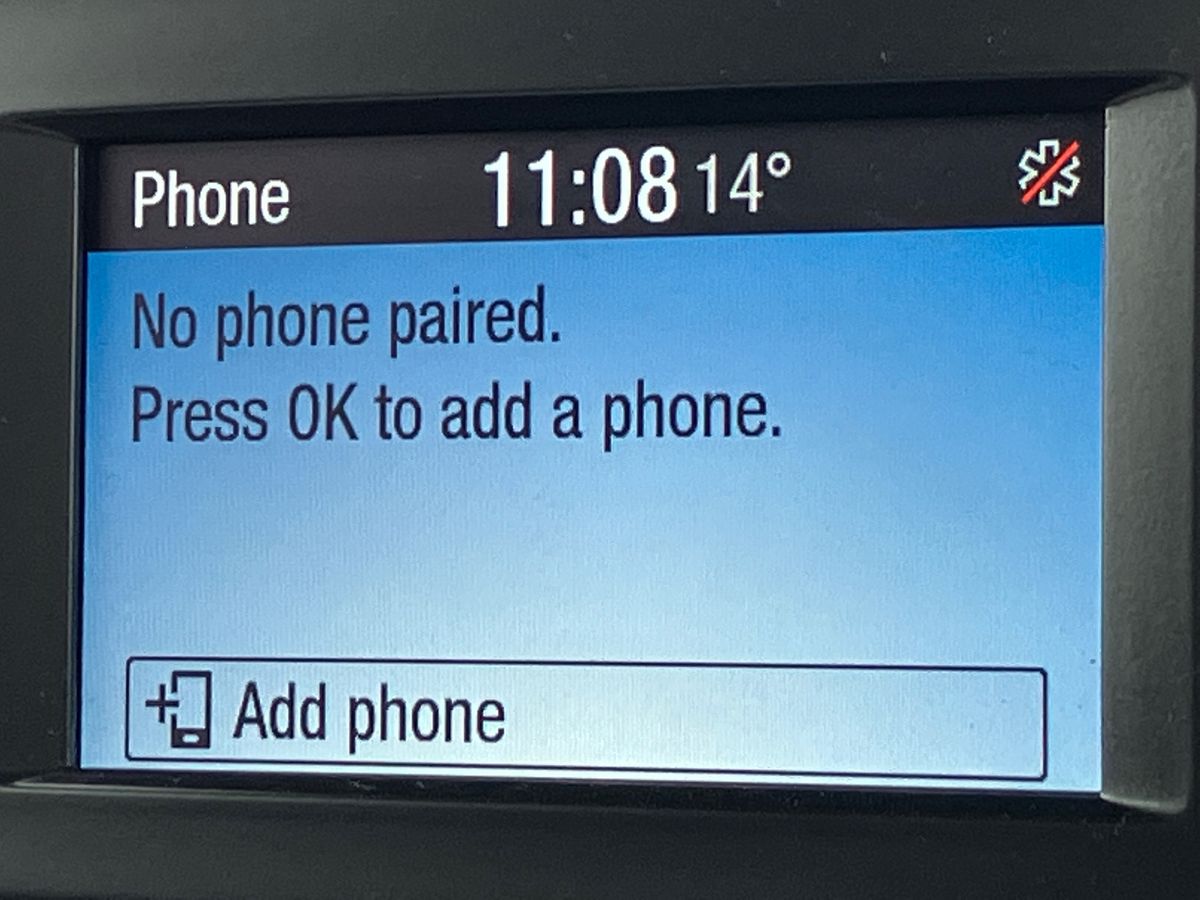 Phone 11:08 14°
No phone paired.
Press OK to add a phone.
Add phone